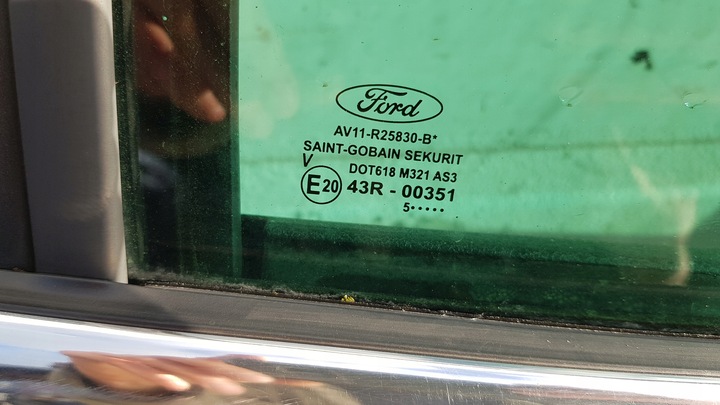 Ford
AV11-R25830-B*
SAINT-GOBAIN SEKURIT
V
DOT618 M321 AS3
E20 43R - 00351
5•••••